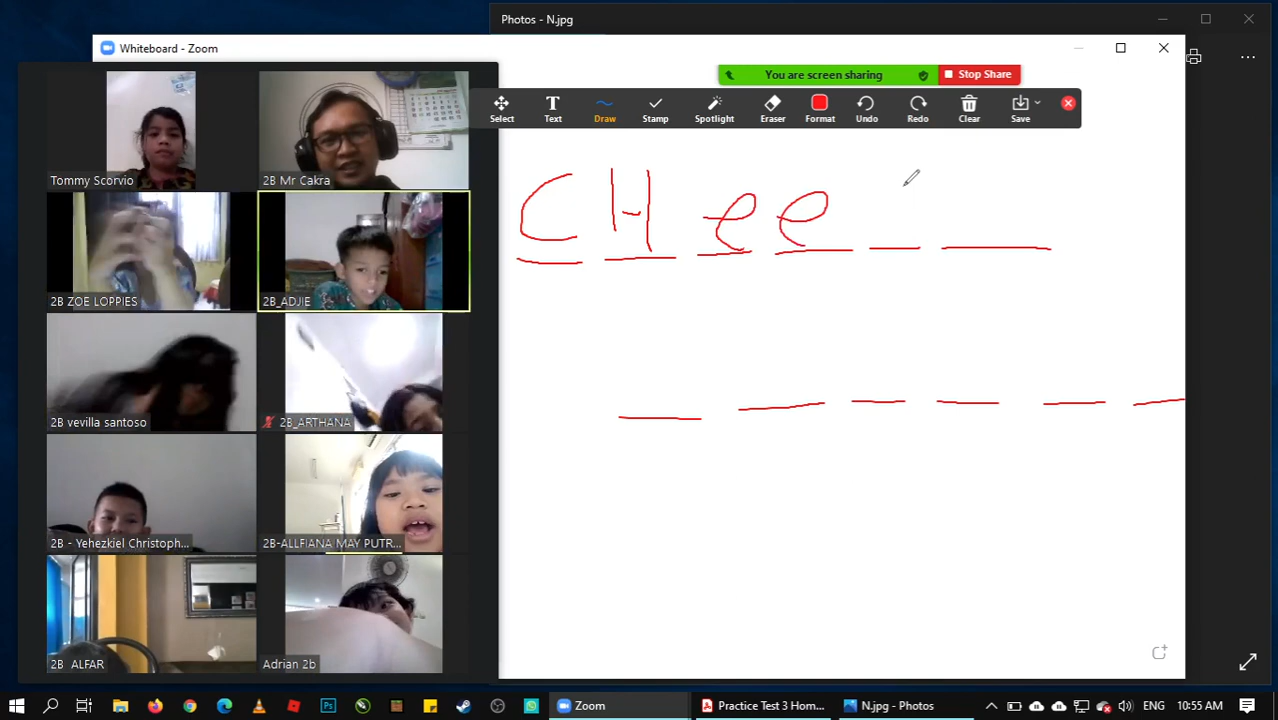 Photos - N.jpg
Whiteboard - Zoom
You are screen sharing Stop Share
Select Text Draw Stamp Spotlight Eraser Format Undo Redo Clear Save
Tommy Scorvio
2B Mr Cakra
CHee
2B ZOE LOPPIES
2B_ADJIE
2B vevilla santoso
2B_ARTHANA
2B - Yehezkiel Christoph...
2B-ALLFIANA MAY PUTR...
2B ALFAR
Adrian 2b
Zoom
Practice Test 3 Hom...
N.jpg - Photos
ENG
10:55 AM